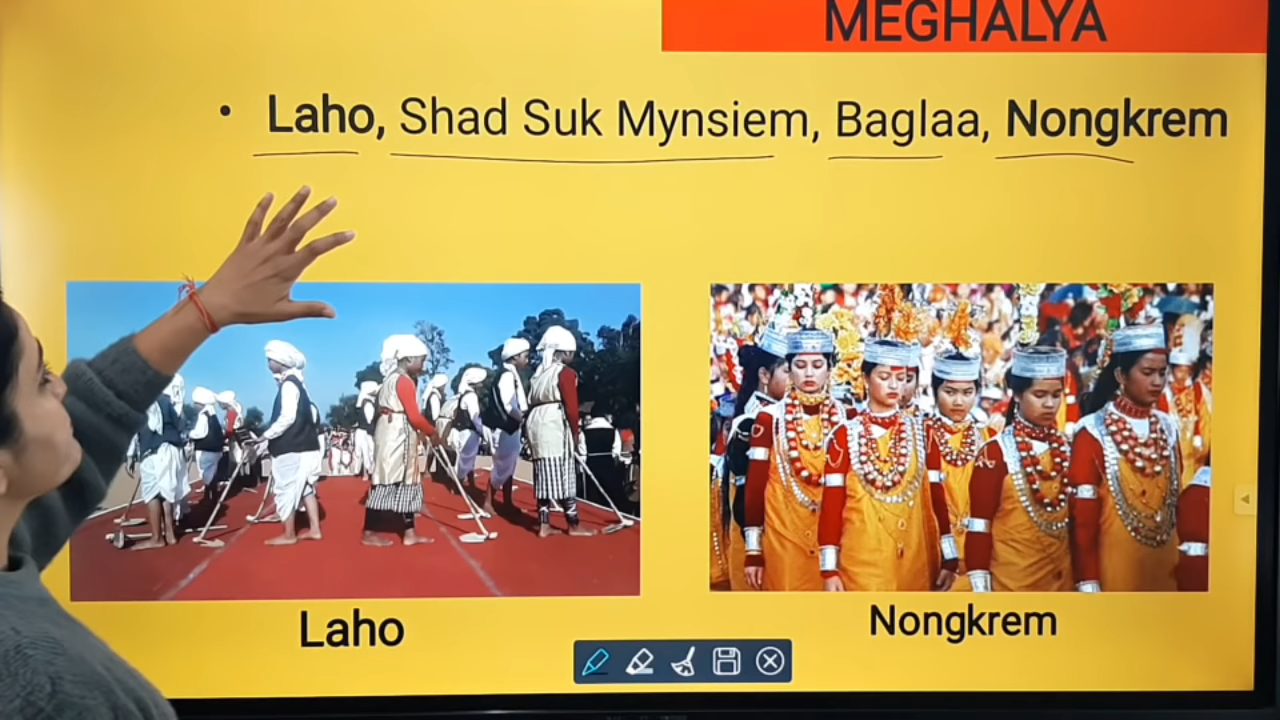 MEGHALYA
• Laho, Shad Suk Mynsiem, Baglaa, Nongkrem
Laho
Nongkrem